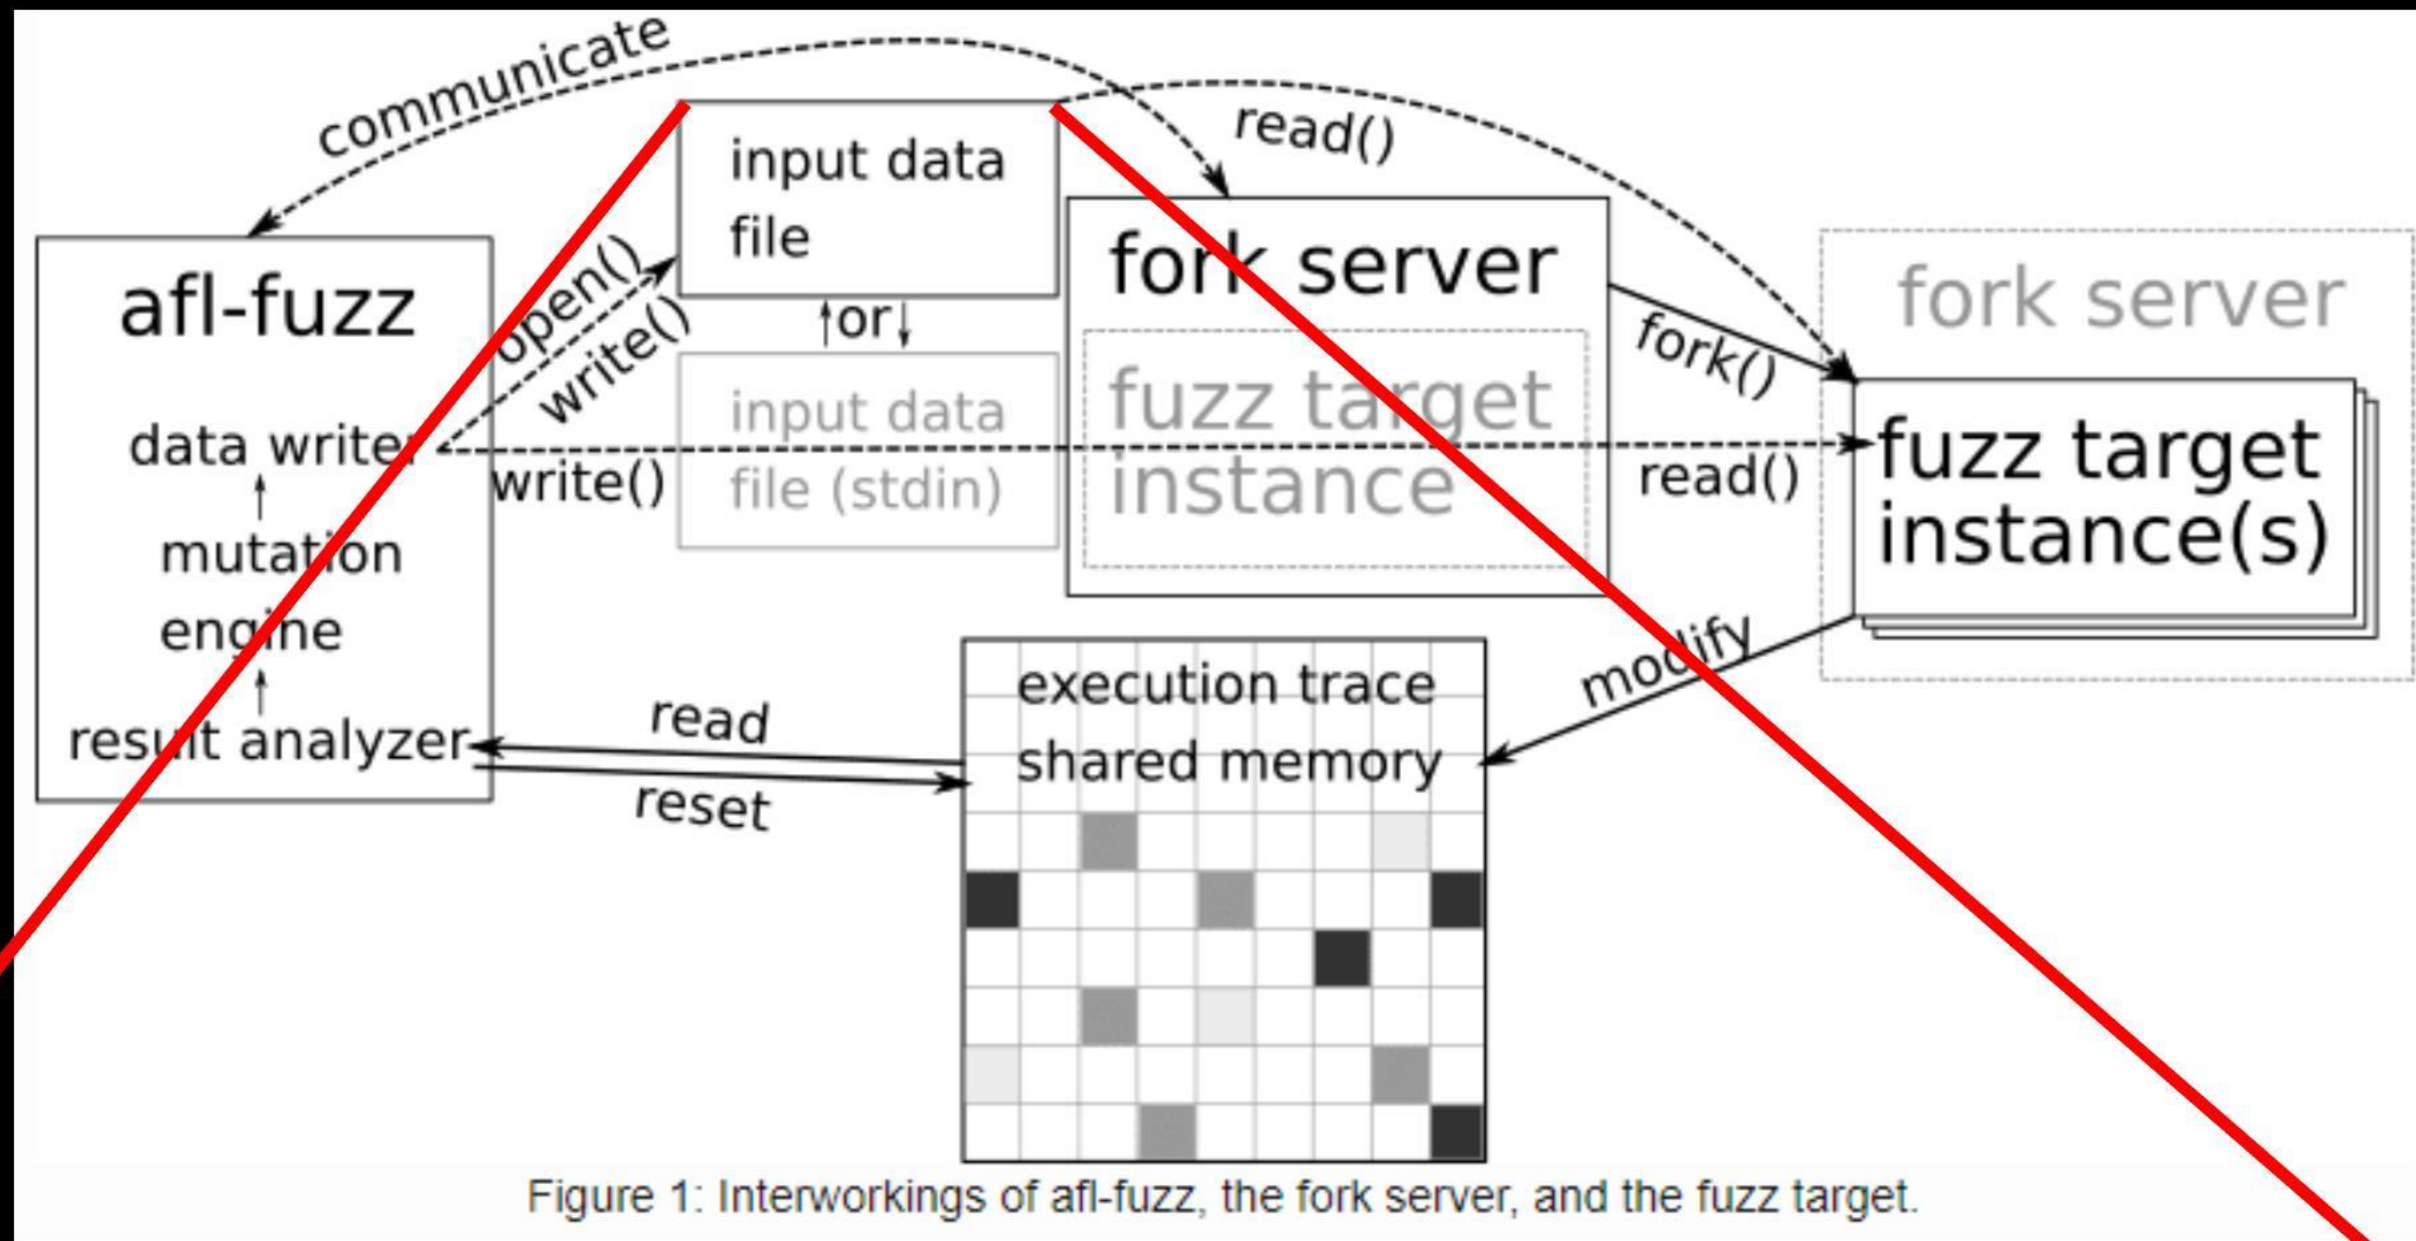 communicate
read()
input data
file
open()
write()
↑or↓
input data
file (stdin)
write()
afl-fuzz
data writer
mutation
engine
result analyzer
fork server
fuzz target
instance
fork()
read()
fork server
fuzz target
instance(s)
modify
read
reset
execution trace
shared memory
Figure 1: Interworkings of afl-fuzz, the fork server, and the fuzz target.